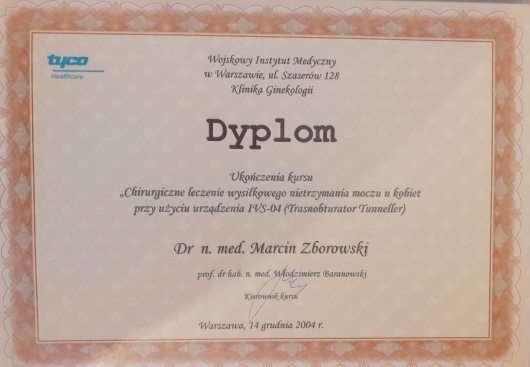 tyco
Healthcare
Wojskowy Instytut Medyczny
w Warszawie, ul. Szaserów 128
Klinika Ginekologii
Dyplom
Ukończenia kursu
„Chirurgiczne leczenie wysiłkowego nietrzymania moczu u kobiet
przy użyciu urządzenia IVS-04 (Trasnobturator Tunneller)
Dr n. med. Marcin Zborowski
prof. dr hab. n. med. Włodzimierz Baranowski
Kierownik kursu
Warszawa, 14 grudnia 2004 r.